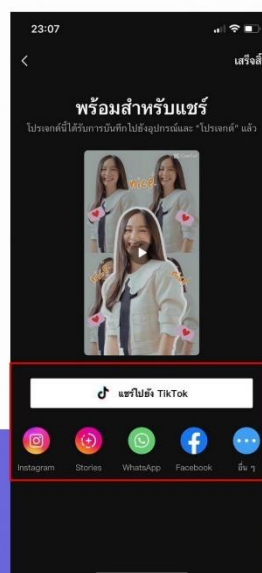 23:07
เสร็จสิ้
พร้อมสำหรับแชร์
โปรเจกต์นี้ได้รับการบันทึกไปยังอุปกรณ์และ "โปรเจกต์" แล้ว
CapCut
nice!
nice!
แชร์ไปยัง TikTok
Instagram
Stories
WhatsApp
Facebook
อื่น ๆ